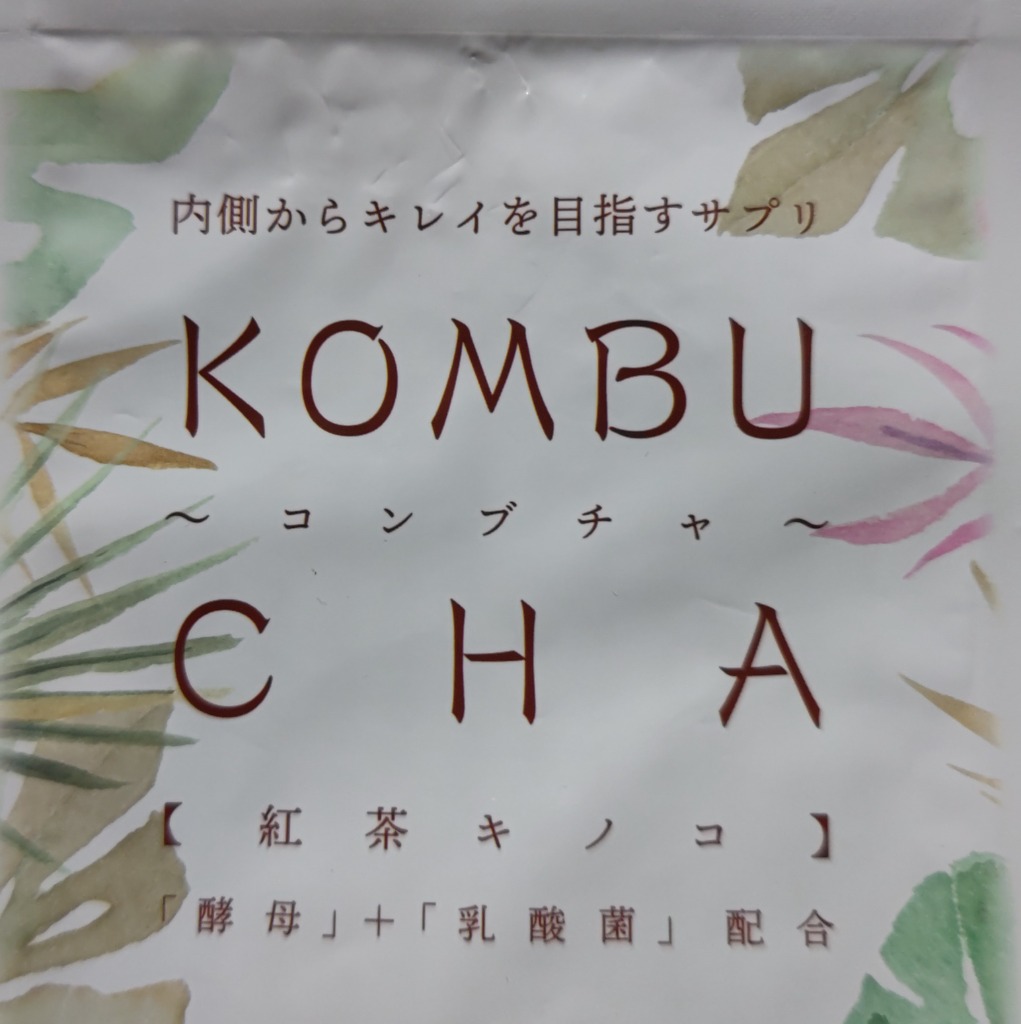 内側からキレイを目指すサプリ
KOMBU
～コンブチャ～
CHA
【紅茶キノコ】
「酵母」+「乳酸菌」配合